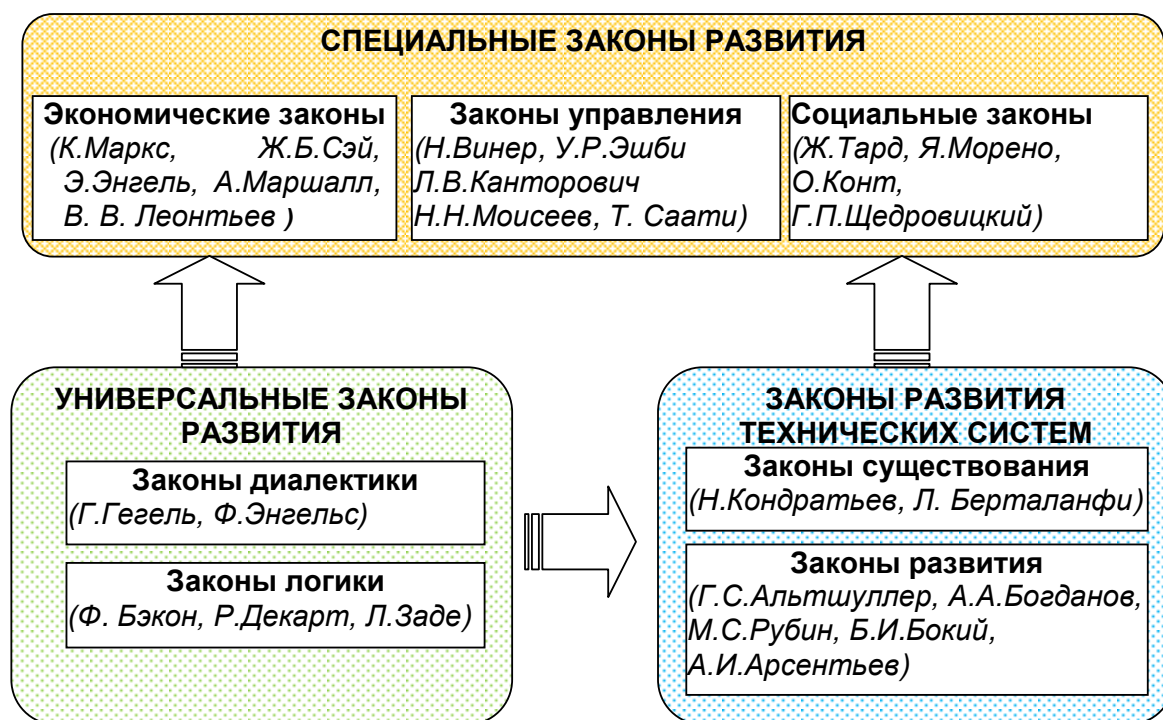 СПЕЦИАЛЬНЫЕ ЗАКОНЫ РАЗВИТИЯ
Экономические законы
(К.Маркс, Ж.Б.Сэй,
Э.Энгель, А.Маршалл,
В. В. Леонтьев )
Законы управления
(Н.Винер, У.Р.Эшби
Л.В.Канторович
Н.Н.Моисеев, Т. Саати)
Социальные законы
(Ж.Тард, Я.Морено,
О.Конт,
Г.П.Щедровицкий)
УНИВЕРСАЛЬНЫЕ ЗАКОНЫ
РАЗВИТИЯ
Законы диалектики
(Г.Гегель, Ф.Энгельс)
Законы логики
(Ф. Бэкон, Р.Декарт, Л.Заде)
ЗАКОНЫ РАЗВИТИЯ
ТЕХНИЧЕСКИХ СИСТЕМ
Законы существования
(Н.Кондратьев, Л. Берталанфи)
Законы развития
(Г.С.Альтшуллер, А.А.Богданов,
М.С.Рубин, Б.И.Бокий,
А.И.Арсентьев)